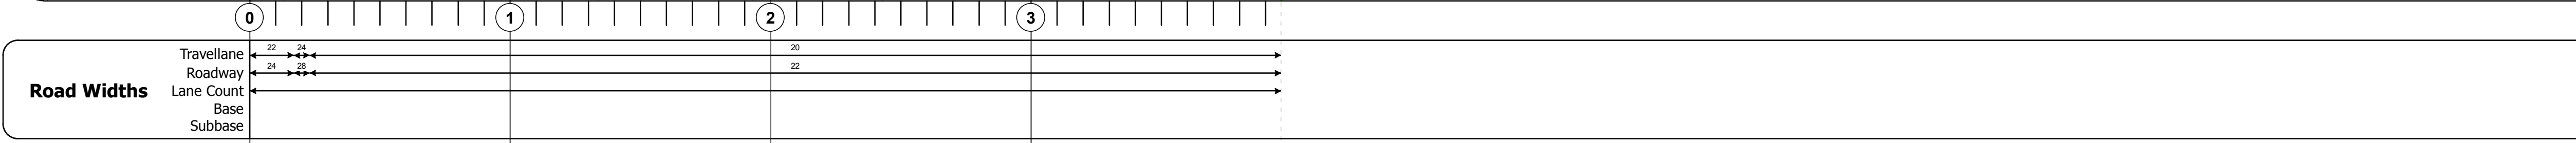 0 1 2 3
22 24 20
Travellane
24 28 22
Roadway
Road Widths
Lane Count
Base
Subbase